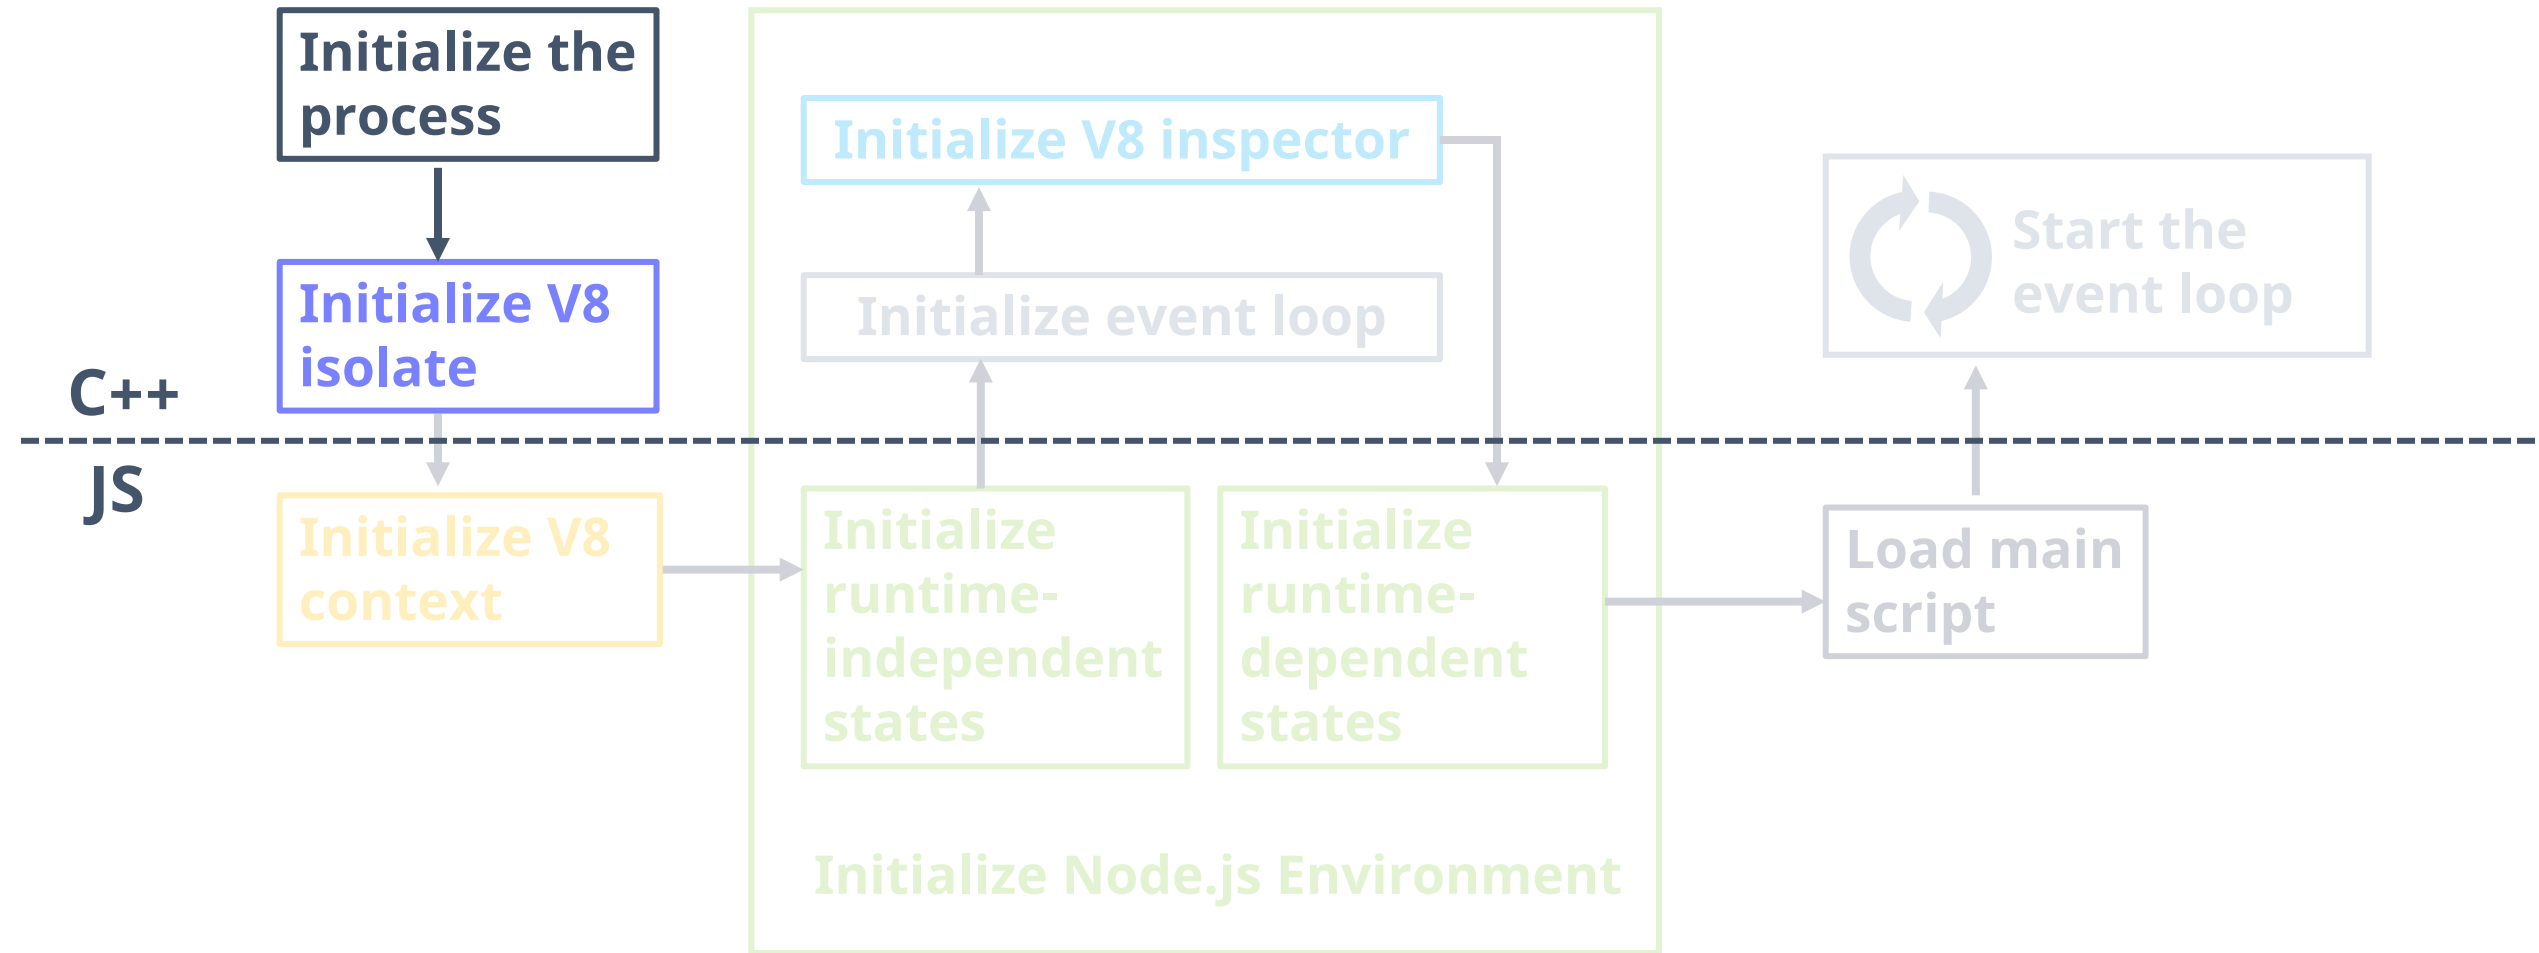 Initialize the
process
Initialize V8
isolate
C++
JS
Initialize V8
context
Initialize V8 inspector
Initialize event loop
Initialize
runtime-
independent
states
Initialize
runtime-
dependent
states
Initialize Node.js Environment
Start the
event loop
Load main
script